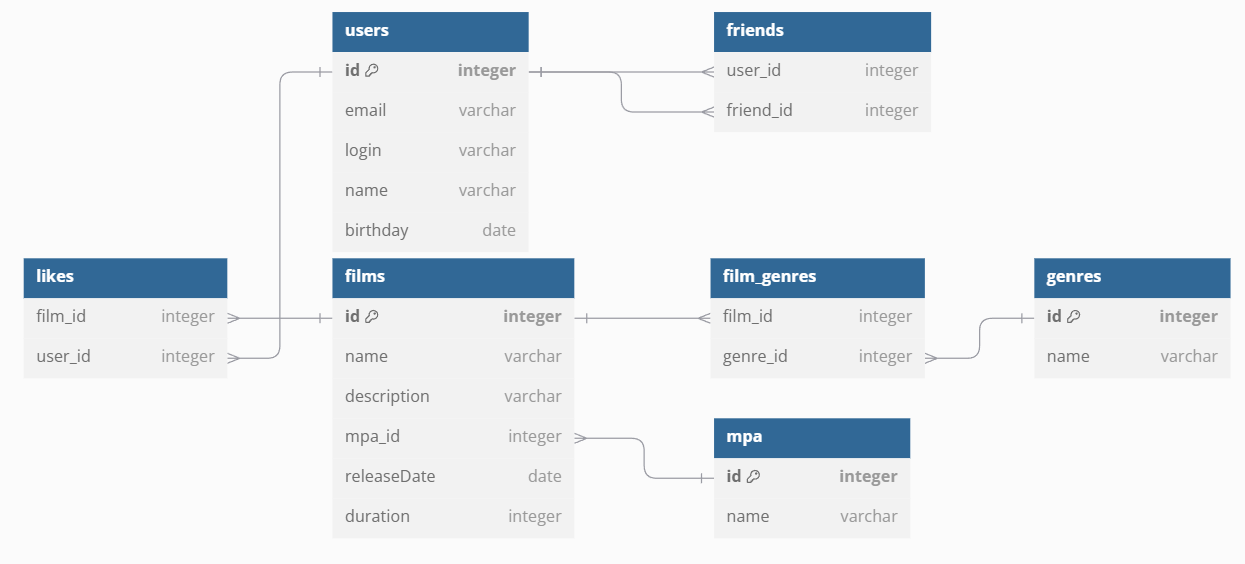 users
id integer
email varchar
login varchar
name varchar
birthday date
friends
user_id integer
friend_id integer
likes
film_id integer
user_id integer
films
id integer
name varchar
description varchar
mpa_id integer
releaseDate date
duration integer
film_genres
film_id integer
genre_id integer
genres
id integer
name varchar
mpa
id integer
name varchar